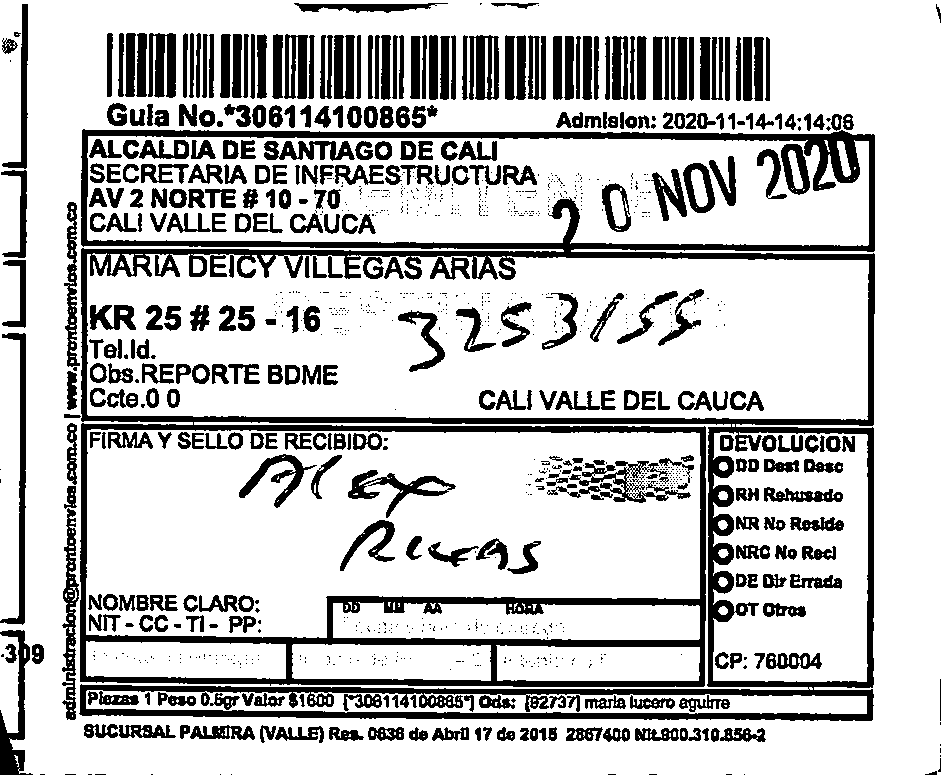 Guia No.*306114100865*
Admision: 2020-11-14-14:14:06
ALCALDIA DE SANTIAGO DE CALI
SECRETARIA DE INFRAESTRUCTURA
AV 2 NORTE # 10 - 70
CALI VALLE DEL CAUCA
20 NOV 2020
MARIA DEICY VILLEGAS ARIAS
KR 25 # 25 - 16
3253155
Tel.Id.
Obs.REPORTE BDME
Ccte.0 0
CALI VALLE DEL CAUCA
FIRMA Y SELLO DE RECIBIDO:
Alex
Rivas
NOMBRE CLARO:
NIT - CC - TI - PP:
DD MM AA HORA
DEVOLUCION
DD Dest Desc
RH Rehusado
NR No Reside
NRC No Recl
DE Dir Errada
OT Otros
CP: 760004
Piezas 1 Peso 0.5gr Valor $1600 [*306114100865*] Ods: [82737] maria lucero aguirre
SUCURSAL PALMIRA (VALLE) Res. 0636 de Abril 17 de 2015 2867400 Nit.900.310.856-2
administracion@prontoenvios.com.co | www.prontoenvios.com.co
309